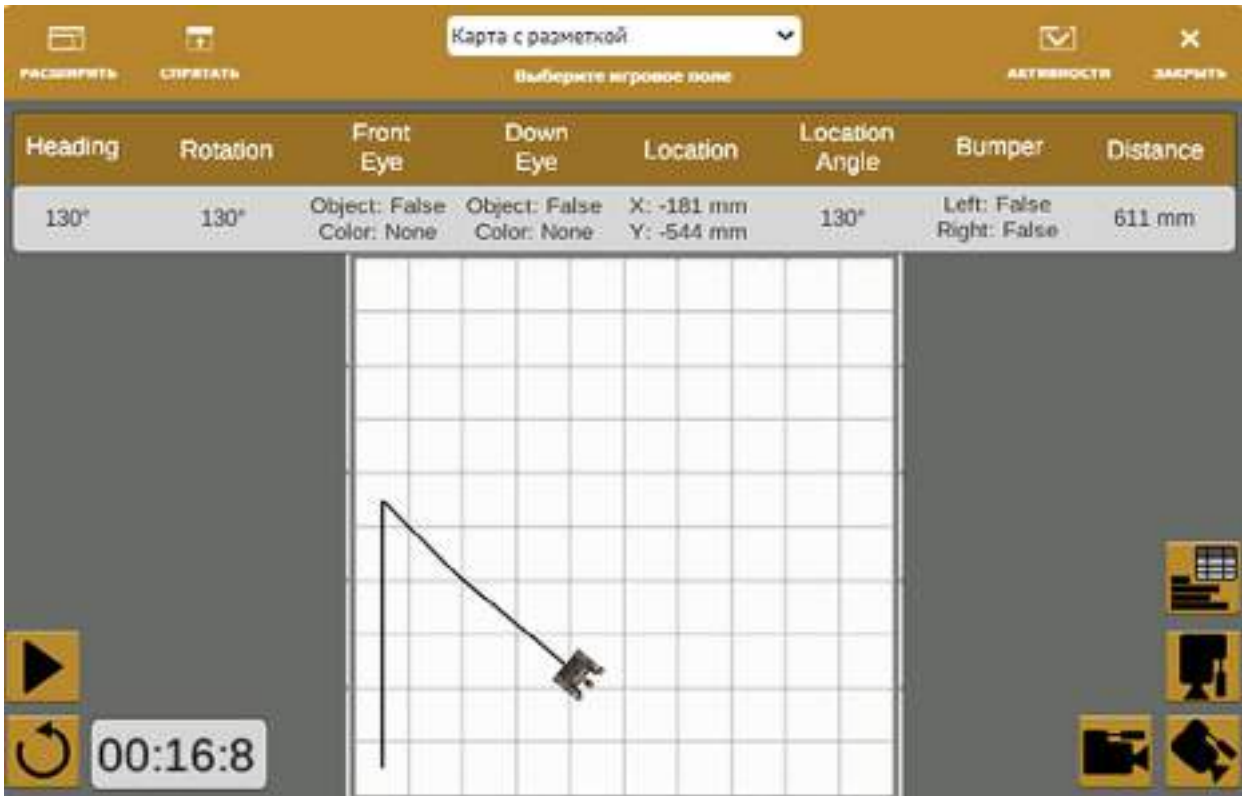 Карта с разметкой
РАСШИРИТЬ СПРЯТАТЬ Выберите игровое поле АКТИВНОСТИ ЗАКРЫТЬ
Heading Rotation Front Eye Down Eye Location Location Angle Bumper Distance
130° 130° Object: False Color: None Object: False Color: None X: -181 mm Y: -544 mm 130° Left: False Right: False 611 mm
00:16:8